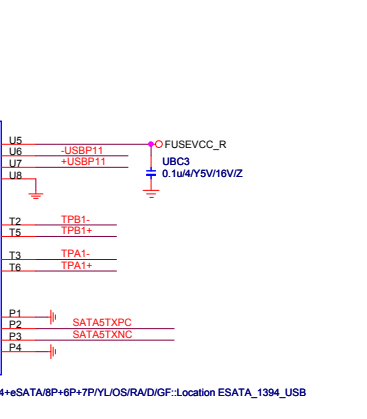 U5 FUSEVCC_R
U6 -USBP11
U7 +USBP11
UBC3
U8
0.1u/4/Y5V/16V/Z
T2 TPB1-
T5 TPB1+
T3 TPA1-
T6 TPA1+
P1
P2 SATA5TXPC
P3 SATA5TXNC
P4
4+eSATA/8P+6P+7P/YL/OS/RA/D/GF::Location ESATA_1394_USB